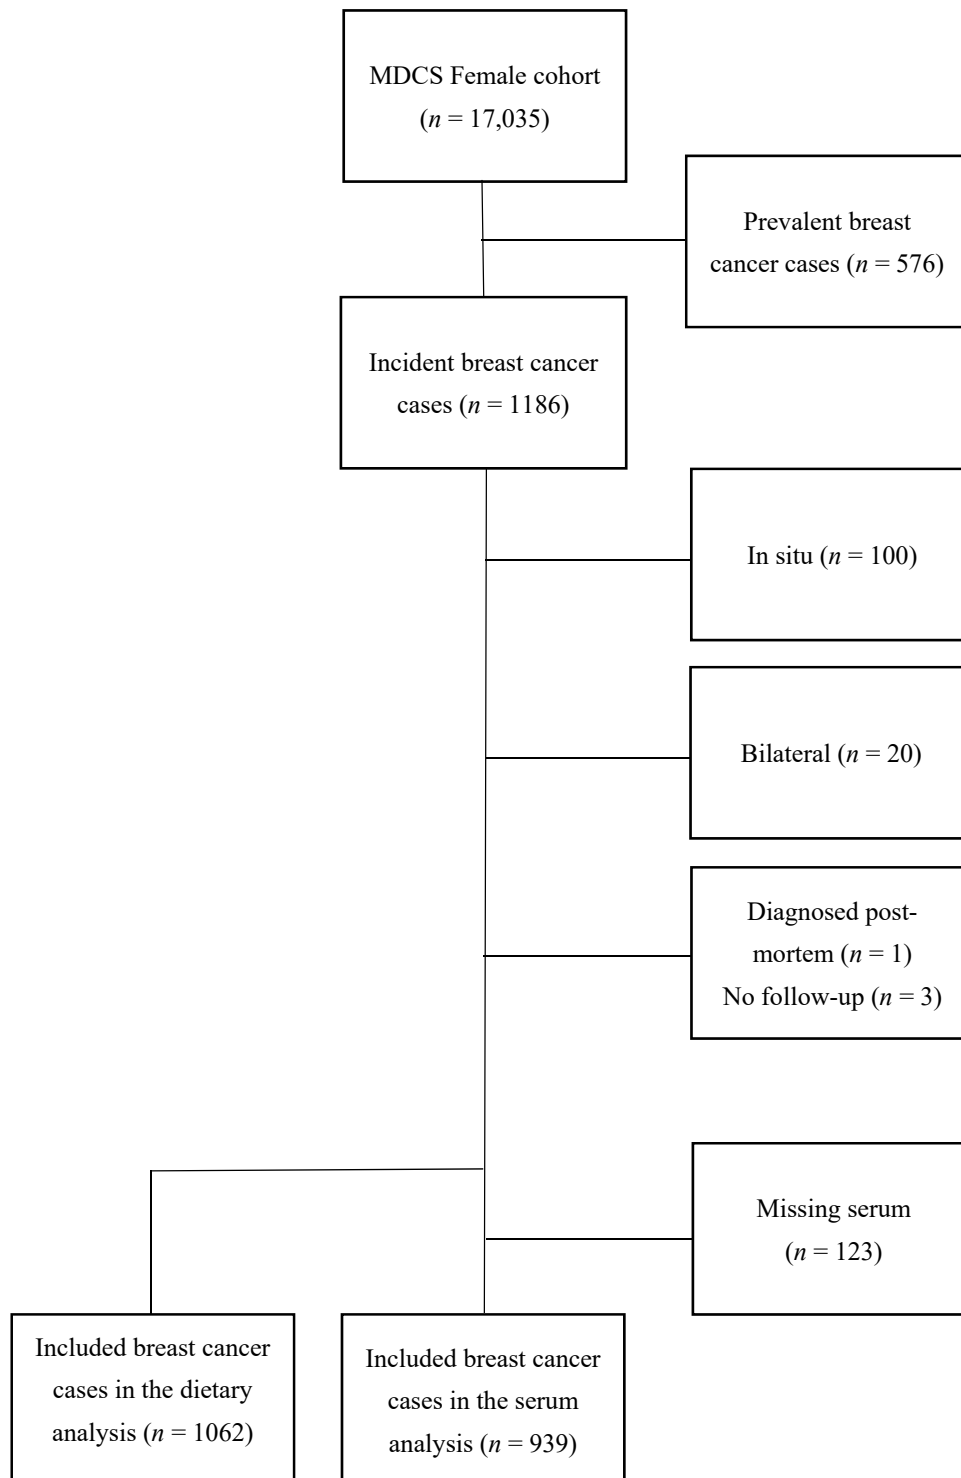 MDCS Female cohort
(n = 17,035)
Prevalent breast
cancer cases (n = 576)
Incident breast cancer
cases (n = 1186)
In situ (n = 100)
Bilateral (n = 20)
Diagnosed post-
mortem (n = 1)
No follow-up (n = 3)
Missing serum
(n = 123)
Included breast cancer
cases in the dietary
analysis (n = 1062)
Included breast cancer
cases in the serum
analysis (n = 939)